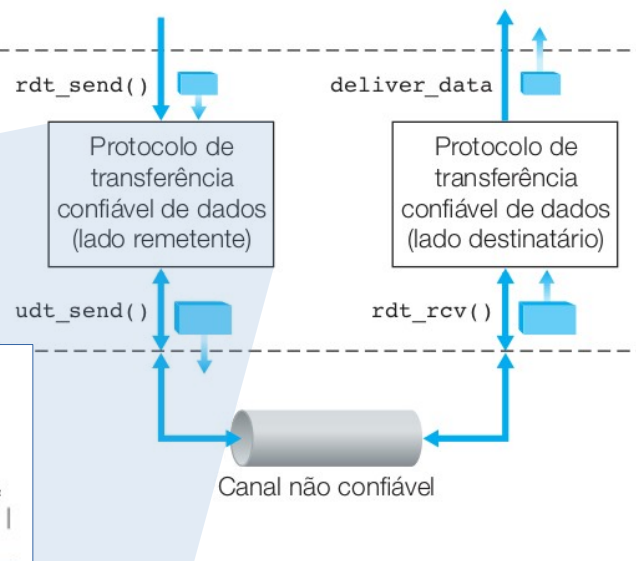 rdt_send()
deliver_data
Protocolo de
transferência
confiável de dados
(lado remetente)
Protocolo de
transferência
confiável de dados
(lado destinatário)
udt_send()
rdt_rcv()
Canal não confiável